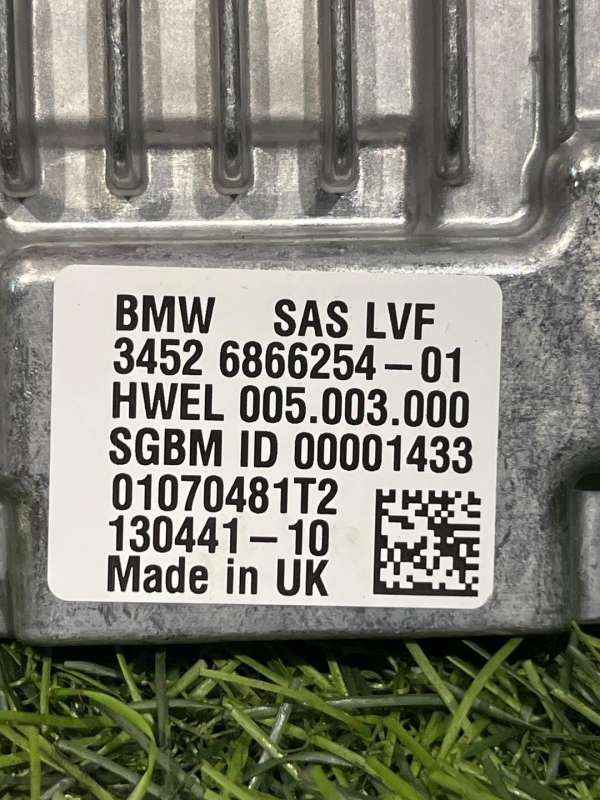 BMW SAS LVF
3452 6866254-01
HWEL 005.003.000
SGBM ID 00001433
01070481T2
130441-10
Made in UK